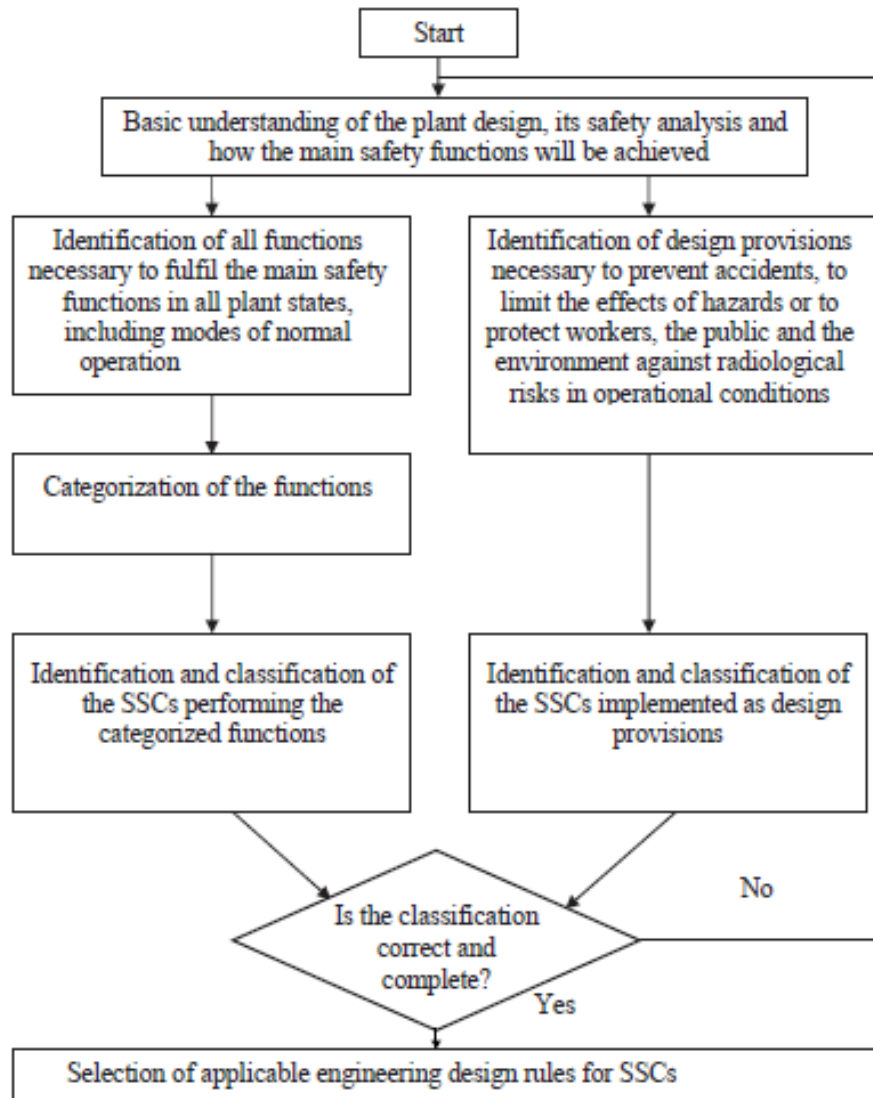 Start
Basic understanding of the plant design, its safety analysis and
how the main safety functions will be achieved
Identification of all functions
necessary to fulfil the main safety
functions in all plant states,
including modes of normal
operation
Identification of design provisions
necessary to prevent accidents, to
limit the effects of hazards or to
protect workers, the public and the
environment against radiological
risks in operational conditions
Categorization of the functions
Identification and classification of
the SSCs performing the
categorized functions
Identification and classification of
the SSCs implemented as design
provisions
Is the classification
correct and
complete?
No
Yes
Selection of applicable engineering design rules for SSCs